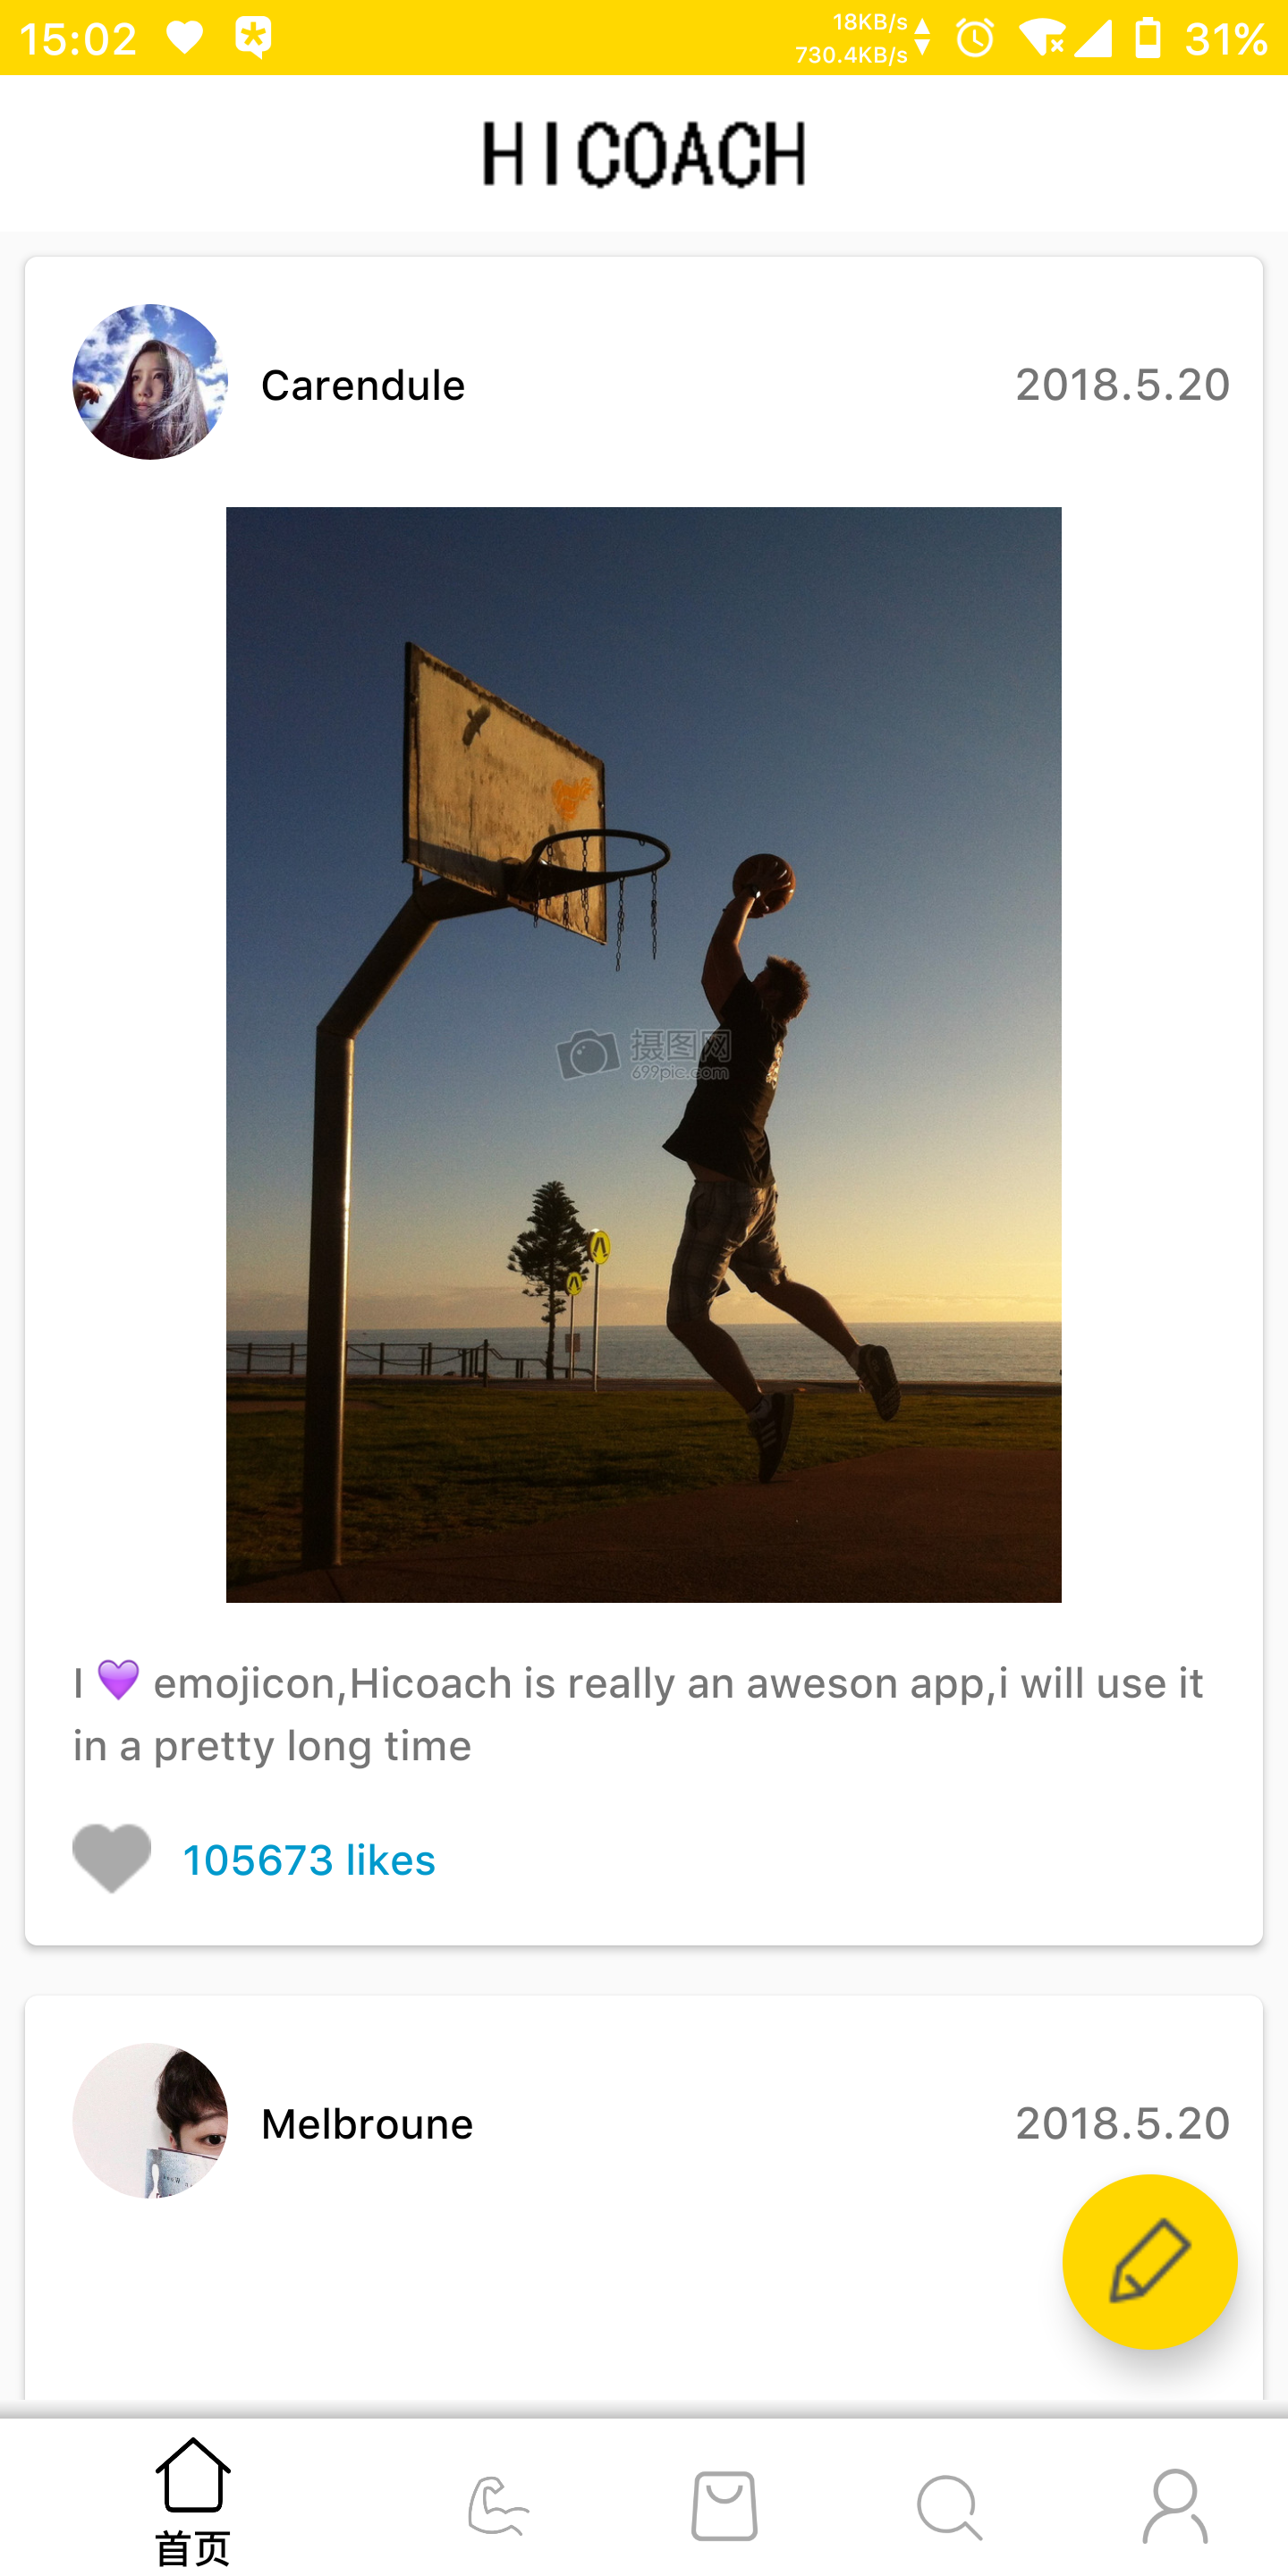 15:02
18KB/s
730.4KB/s
31%
HICOACH
Carendule
2018.5.20
摄图网
699pic.com
I 💜 emojicon,Hicoach is really an aweson app,i will use it
in a pretty long time
105673 likes
Melbroune
2018.5.20
首页